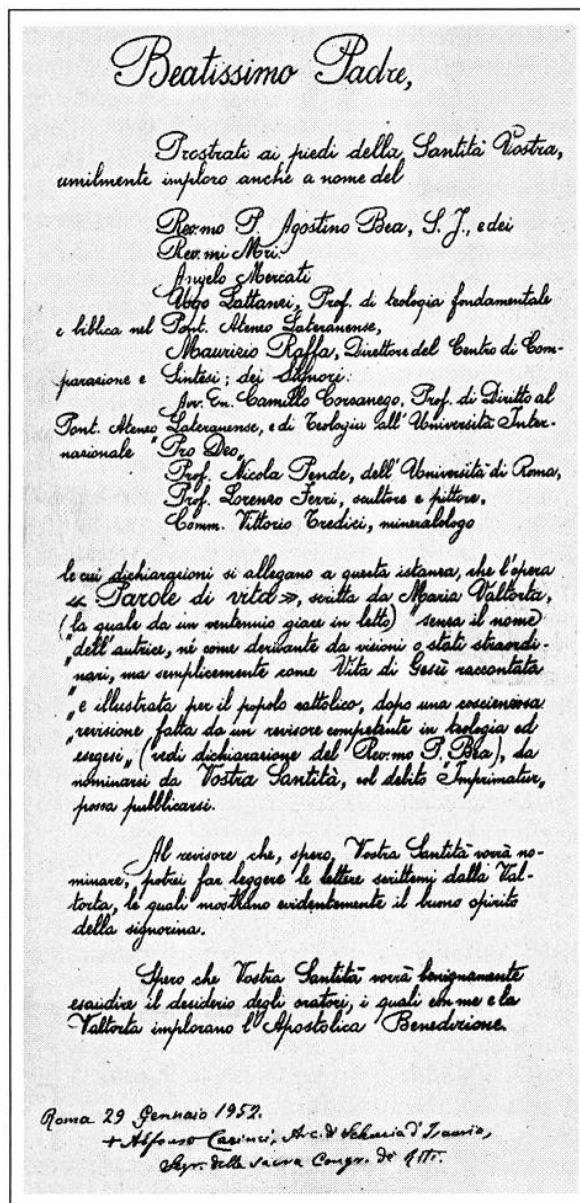 Beatissimo Padre,
Prostrati ai piedi della Santità Vostra,
umilmente imploro anche a nome del
Rev.mo P. Agostino Bea, S. J., e dei
Rev.mi Mri.
Angelo Mercati
Ugo Lattanzi, Prof. di teologia fondamentale
e biblica nel Pont. Ateneo Lateranense,
Maurizio Raffa, Direttore del Centro di Com-
parazione e Sintesi; dei Signori:
Avv. En. Camillo Corsanego, Prof. di Diritto al
Pont. Ateneo Lateranense, e di Teologia all'Università Inter-
nazionale "Pro Deo"
Prof. Nicola Pende, dell'Università di Roma,
Prof. Lorenzo Ferri, scultore e pittore,
Comm. Vittorio Tredici, mineralologo
le cui dichiarazioni si allegano a questa istanza, che l'opera
« Parole di vita », scritta da Maria Valtorta,
(la quale da un ventennio giace in letto) "senza il nome
"dell'autrice, né come derivante da visioni o stati straordi-
"nari, ma semplicemente come Vita di Gesù raccontata
"e illustrata per il popolo cattolico, dopo una coscienziosa
"revisione fatta da un revisore competente in teologia ed
"esegesi" (vedi dichiarazione del Rev.mo P. Bea), da
nominarsi da Vostra Santità, col debito "Imprimatur"
possa pubblicarsi.
Al revisore che, spero, Vostra Santità vorrà no-
minare, potrei far leggere le lettere scrittemi dalla Val-
torta, le quali mostrano evidentemente il buono spirito
della signorina.
Spero che Vostra Santità vorrà benignamente
esaudire il desiderio degli oratori, i quali con me e la
Valtorta implorano l'Apostolica Benedizione.
Roma 29 Gennaio 1952.
+ Alfonso Carinci, Arc. di Seleucia d'Isauria,
Segr. della Sacra Congr. de' Riti.